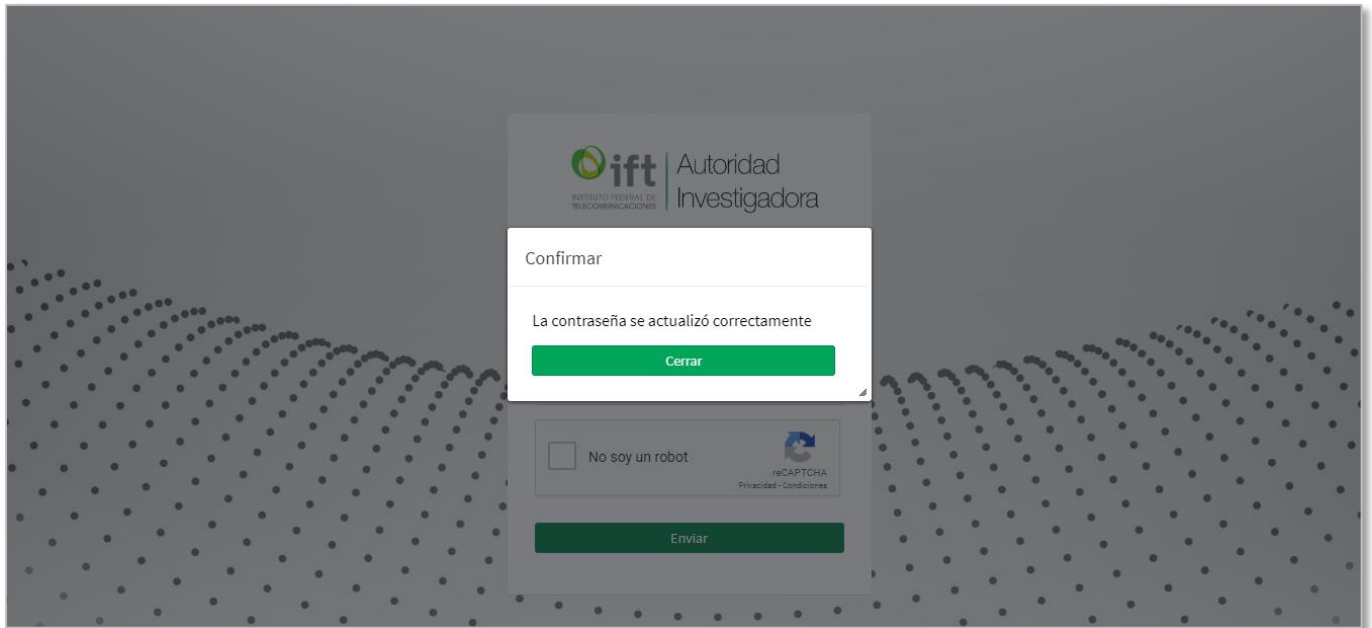 ift
INSTITUTO FEDERAL DE
TELECOMUNICACIONES
Autoridad
Investigadora
Confirmar
La contraseña se actualizó correctamente
Cerrar
No soy un robot
reCAPTCHA
Privacidad - Condiciones
Enviar